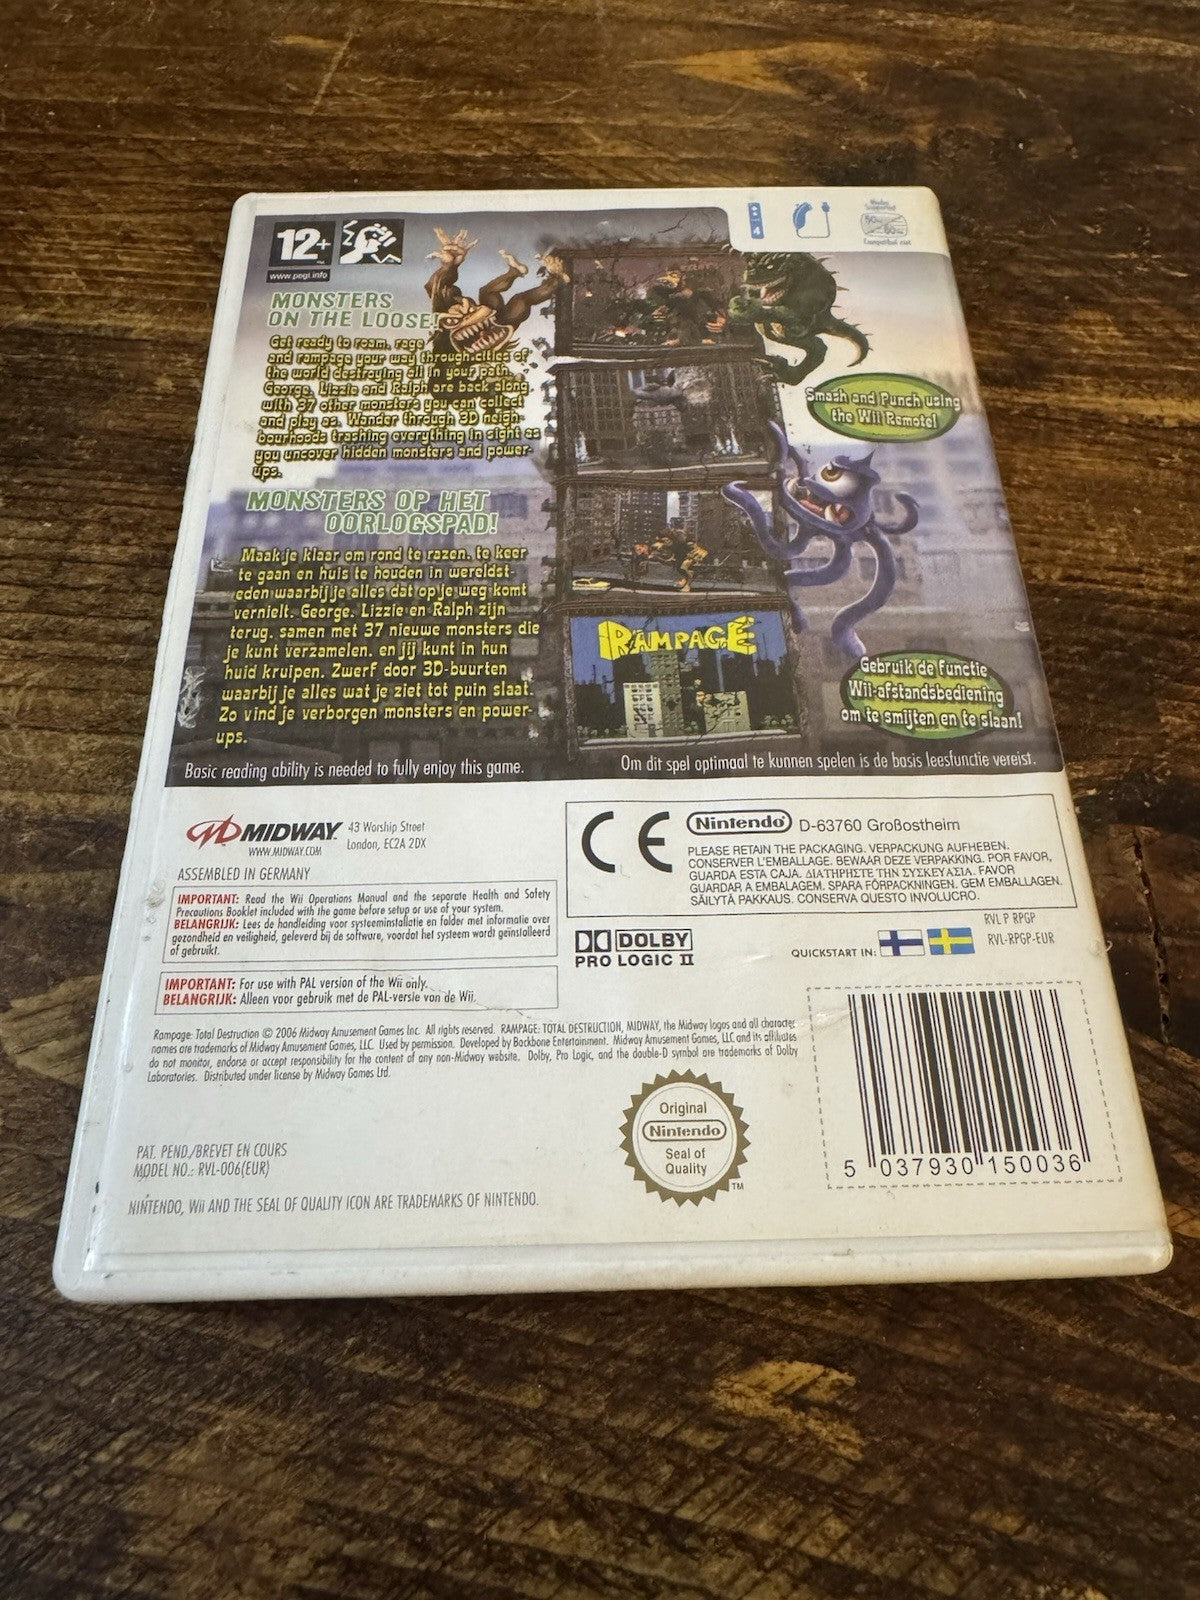 12+
www.pegi.info
4
50Hz
60Hz
MONSTERS
ON THE LOOSE!
Get ready to roam, rage
and rampage your way through cities of
the world destroying all in your path.
George, Lizzie and Ralph are back along
with 37 other monsters you can collect
and play as. Wander through 3D neigh-
bourhoods trashing everything in sight as
you uncover hidden monsters and power-
ups.
Smash and Punch using
the Wii Remote!
MONSTERS OP HET
OORLOGSPAD!
Maak je klaar om rond te razen, te keer
te gaan en huis te houden in wereldst-
eden waarbij je alles dat op je weg komt
vernielt. George, Lizzie en Ralph zijn
terug, samen met 37 nieuwe monsters die
je kunt verzamelen, en jij kunt in hun
huid kruipen. Zwerf door 3D-buurten
waarbij je alles wat je ziet tot puin slaat.
Zo vind je verborgen monsters en power-
ups.
RAMPAGE
Gebruik de functie
Wii-afstandsbediening
om te smijten en te slaan!
Basic reading ability is needed to fully enjoy this game.
Om dit spel optimaal te kunnen spelen is de basis leesfunctie vereist.
MIDWAY
WWW.MIDWAY.COM
43 Worship Street
London, EC2A 2DX
ASSEMBLED IN GERMANY
IMPORTANT: Read the Wii Operations Manual and the separate Health and Safety
Precautions Booklet included with the game before setup or use of your system.
BELANGRIJK: Lees de handleiding voor systeeminstallatie en folder met informatie over
gezondheid en veiligheid, geleverd bij de software, voordat het systeem wordt geïnstalleerd
of gebruikt.
IMPORTANT: For use with PAL version of the Wii only.
BELANGRIJK: Alleen voor gebruik met de PAL-versie van de Wii.
CE
Nintendo D-63760 Großostheim
PLEASE RETAIN THE PACKAGING. VERPACKUNG AUFHEBEN.
CONSERVER L'EMBALLAGE. BEWAAR DEZE VERPAKKING. POR FAVOR,
GUARDA ESTA CAJA. ΔΙΑΤΗΡΗΣΤΕ ΤΗΝ ΣΥΣΚΕΥΑΣΙΑ. FAVOR
GUARDAR A EMBALAGEM. SPARA FÖRPACKNINGEN. GEM EMBALLAGEN.
SÄILYTÄ PAKKAUS. CONSERVA QUESTO INVOLUCRO.
DOLBY
PRO LOGIC II
RVL P RPGP
QUICKSTART IN:
RVL-RPGP-EUR
Rampage: Total Destruction © 2006 Midway Amusement Games Inc. All rights reserved. RAMPAGE: TOTAL DESTRUCTION, MIDWAY, the Midway logos and all character
names are trademarks of Midway Amusement Games, LLC. Used by permission. Developed by Backbone Entertainment. Midway Amusement Games, LLC and its affiliates
do not monitor, endorse or accept responsibility for the content of any non-Midway website. Dolby, Pro Logic, and the double-D symbol are trademarks of Dolby
Laboratories. Distributed under license by Midway Games Ltd.
Original
Nintendo
Seal of
Quality
TM
5 037930 150036
PAT. PEND./BREVET EN COURS
MODEL NO.: RVL-006(EUR)
NINTENDO, Wii AND THE SEAL OF QUALITY ICON ARE TRADEMARKS OF NINTENDO.